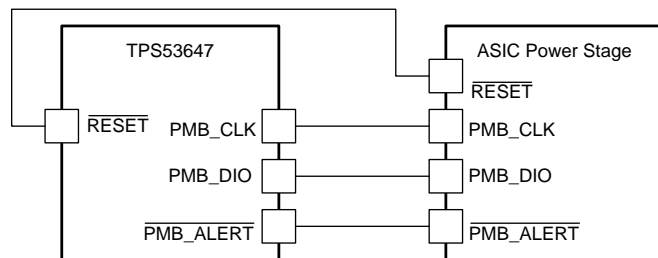 TPS53647
ASIC Power Stage
RESET
RESET
PMB_CLK
PMB_CLK
PMB_DIO
PMB_DIO
PMB_ALERT
PMB_ALERT